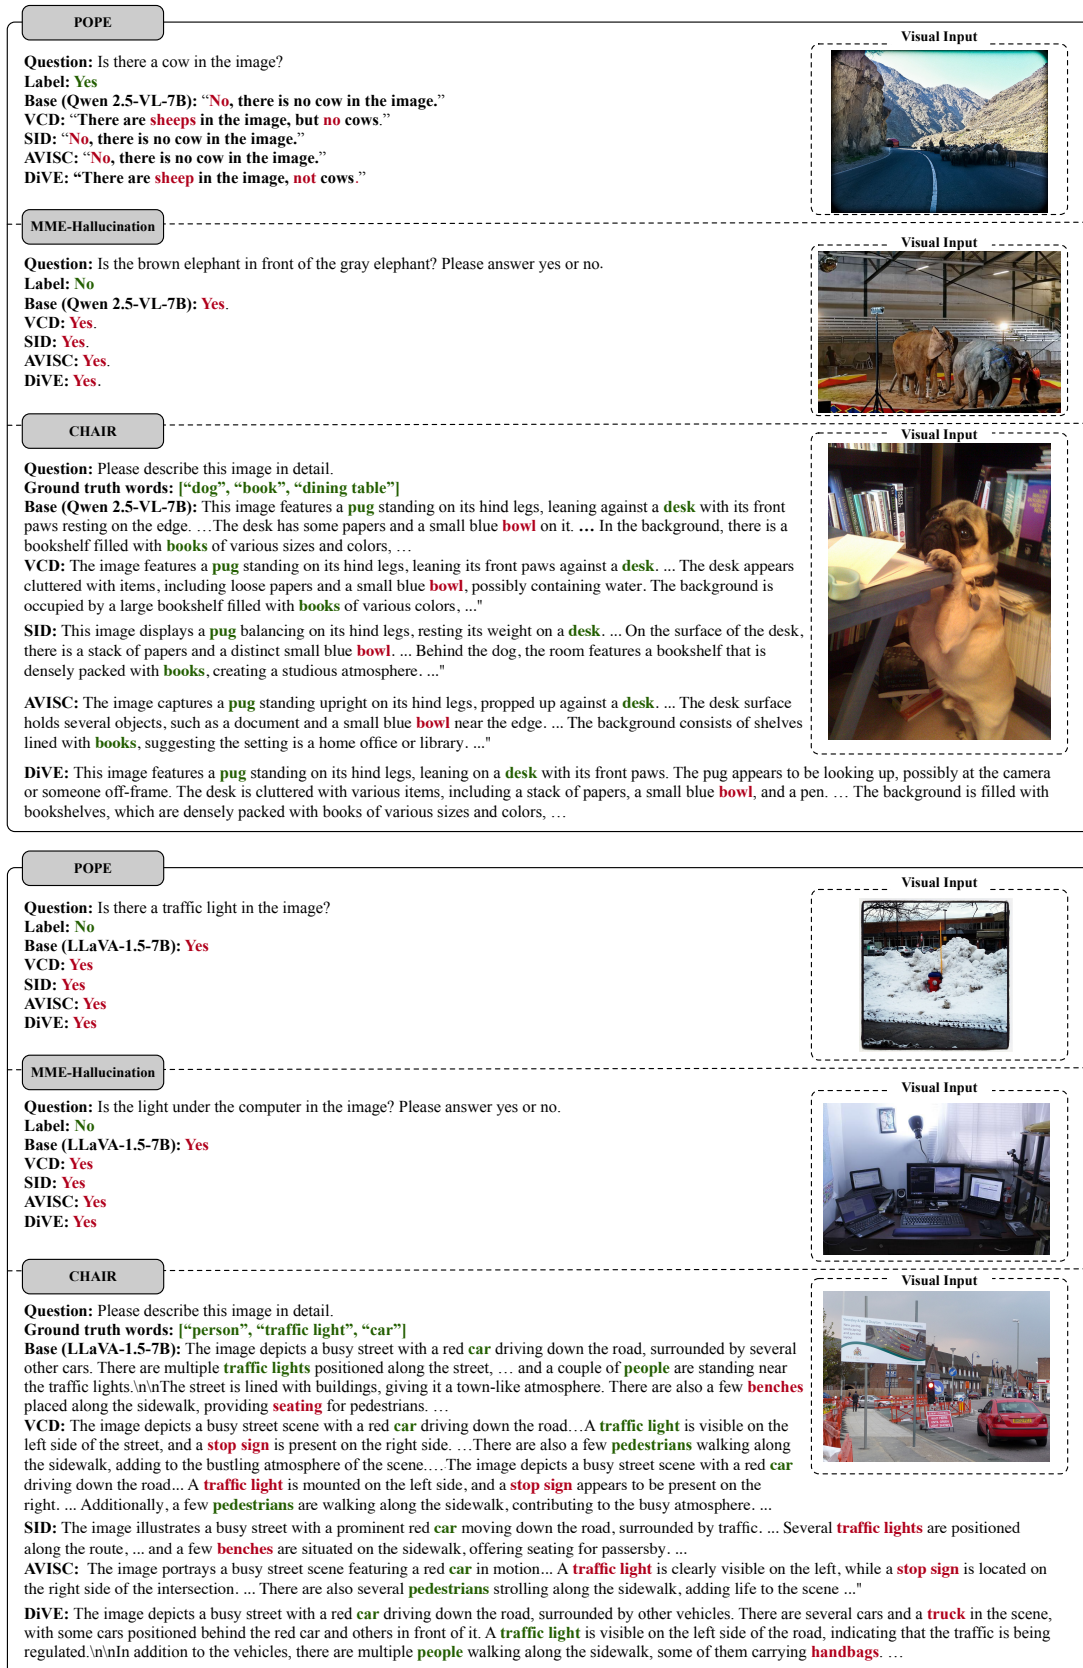 POPE
Visual Input
Question: Is there a cow in the image?
Label: Yes
Base (Qwen 2.5-VL-7B): “No, there is no cow in the image.”
VCD: “There are sheeps in the image, but no cows.”
SID: “No, there is no cow in the image.”
AVISC: “No, there is no cow in the image.”
DiVE: “There are sheep in the image, not cows.”
MME-Hallucination
Visual Input
Question: Is the brown elephant in front of the gray elephant? Please answer yes or no.
Label: No
Base (Qwen 2.5-VL-7B): Yes.
VCD: Yes.
SID: Yes.
AVISC: Yes.
DiVE: Yes.
CHAIR
Visual Input
Question: Please describe this image in detail.
Ground truth words: [“dog”, “book”, “dining table”]
Base (Qwen 2.5-VL-7B): This image features a pug standing on its hind legs, leaning against a desk with its front
paws resting on the edge. …The desk has some papers and a small blue bowl on it. … In the background, there is a
bookshelf filled with books of various sizes and colors, …
VCD: The image features a pug standing on its hind legs, leaning its front paws against a desk. ... The desk appears
cluttered with items, including loose papers and a small blue bowl, possibly containing water. The background is
occupied by a large bookshelf filled with books of various colors, ..."
SID: This image displays a pug balancing on its hind legs, resting its weight on a desk. ... On the surface of the desk,
there is a stack of papers and a distinct small blue bowl. ... Behind the dog, the room features a bookshelf that is
densely packed with books, creating a studious atmosphere. ..."
AVISC: The image captures a pug standing upright on its hind legs, propped up against a desk. ... The desk surface
holds several objects, such as a document and a small blue bowl near the edge. ... The background consists of shelves
lined with books, suggesting the setting is a home office or library. ..."
DiVE: This image features a pug standing on its hind legs, leaning on a desk with its front paws. The pug appears to be looking up, possibly at the camera
or someone off-frame. The desk is cluttered with various items, including a stack of papers, a small blue bowl, and a pen. … The background is filled with
bookshelves, which are densely packed with books of various sizes and colors, …
POPE
Visual Input
Question: Is there a traffic light in the image?
Label: No
Base (LLaVA-1.5-7B): Yes
VCD: Yes
SID: Yes
AVISC: Yes
DiVE: Yes
MME-Hallucination
Visual Input
Question: Is the light under the computer in the image? Please answer yes or no.
Label: No
Base (LLaVA-1.5-7B): Yes
VCD: Yes
SID: Yes
AVISC: Yes
DiVE: Yes
CHAIR
Visual Input
Question: Please describe this image in detail.
Ground truth words: [“person”, “traffic light”, “car”]
Base (LLaVA-1.5-7B): The image depicts a busy street with a red car driving down the road, surrounded by several
other cars. There are multiple traffic lights positioned along the street, … and a couple of people are standing near
the traffic lights.\n\nThe street is lined with buildings, giving it a town-like atmosphere. There are also a few benches
placed along the sidewalk, providing seating for pedestrians. …
VCD: The image depicts a busy street scene with a red car driving down the road…A traffic light is visible on the
left side of the street, and a stop sign is present on the right side. …There are also a few pedestrians walking along
the sidewalk, adding to the bustling atmosphere of the scene.…The image depicts a busy street scene with a red car
driving down the road... A traffic light is mounted on the left side, and a stop sign appears to be present on the
right. ... Additionally, a few pedestrians are walking along the sidewalk, contributing to the busy atmosphere. ...
SID: The image illustrates a busy street with a prominent red car moving down the road, surrounded by traffic. ... Several traffic lights are positioned
along the route, ... and a few benches are situated on the sidewalk, offering seating for passersby. ...
AVISC: The image portrays a busy street scene featuring a red car in motion... A traffic light is clearly visible on the left, while a stop sign is located on
the right side of the intersection. ... There are also several pedestrians strolling along the sidewalk, adding life to the scene ..."
DiVE: The image depicts a busy street with a red car driving down the road, surrounded by other vehicles. There are several cars and a truck in the scene,
with some cars positioned behind the red car and others in front of it. A traffic light is visible on the left side of the road, indicating that the traffic is being
regulated.\n\nIn addition to the vehicles, there are multiple people walking along the sidewalk, some of them carrying handbags. …